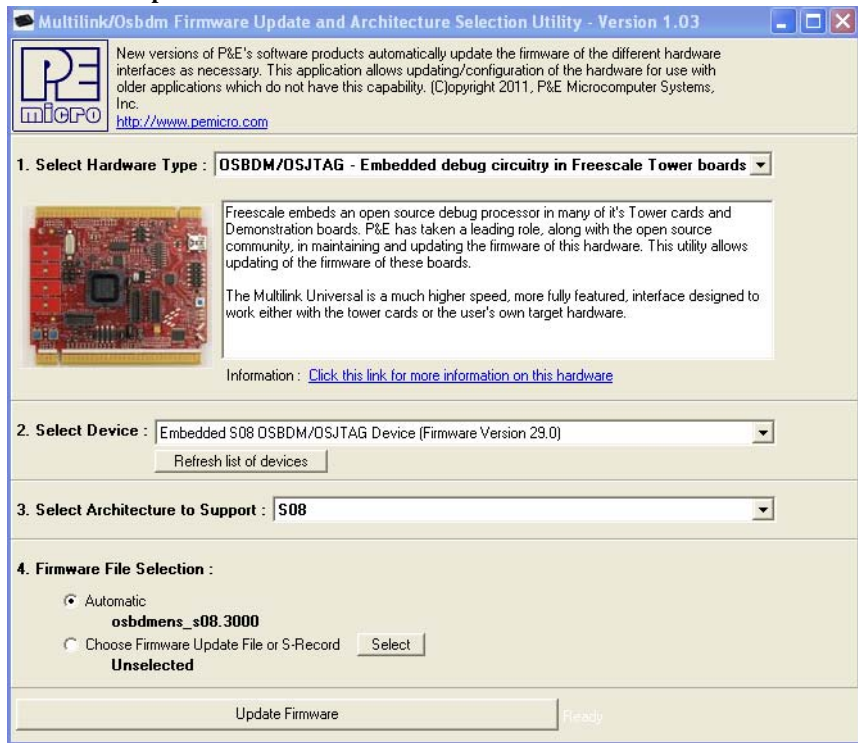 Multilink/Osbdm Firmware Update and Architecture Selection Utility - Version 1.03
PE
micro
New versions of P&E's software products automatically update the firmware of the different hardware
interfaces as necessary. This application allows updating/configuration of the hardware for use with
older applications which do not have this capability. (C)opyright 2011, P&E Microcomputer Systems,
Inc.
http://www.pemicro.com
1. Select Hardware Type : OSBDM/OSJTAG - Embedded debug circuitry in Freescale Tower boards
Freescale embeds an open source debug processor in many of it's Tower cards and
Demonstration boards. P&E has taken a leading role, along with the open source
community, in maintaining and updating the firmware of this hardware. This utility allows
updating of the firmware of these boards.
The Multilink Universal is a much higher speed, more fully featured, interface designed to
work either with the tower cards or the user's own target hardware.
Information : Click this link for more information on this hardware
2. Select Device : Embedded S08 OSBDM/OSJTAG Device (Firmware Version 29.0)
Refresh list of devices
3. Select Architecture to Support : S08
4. Firmware File Selection :
Automatic
osbdmens_s08.3000
Choose Firmware Update File or S-Record Select
Unselected
Update Firmware Ready